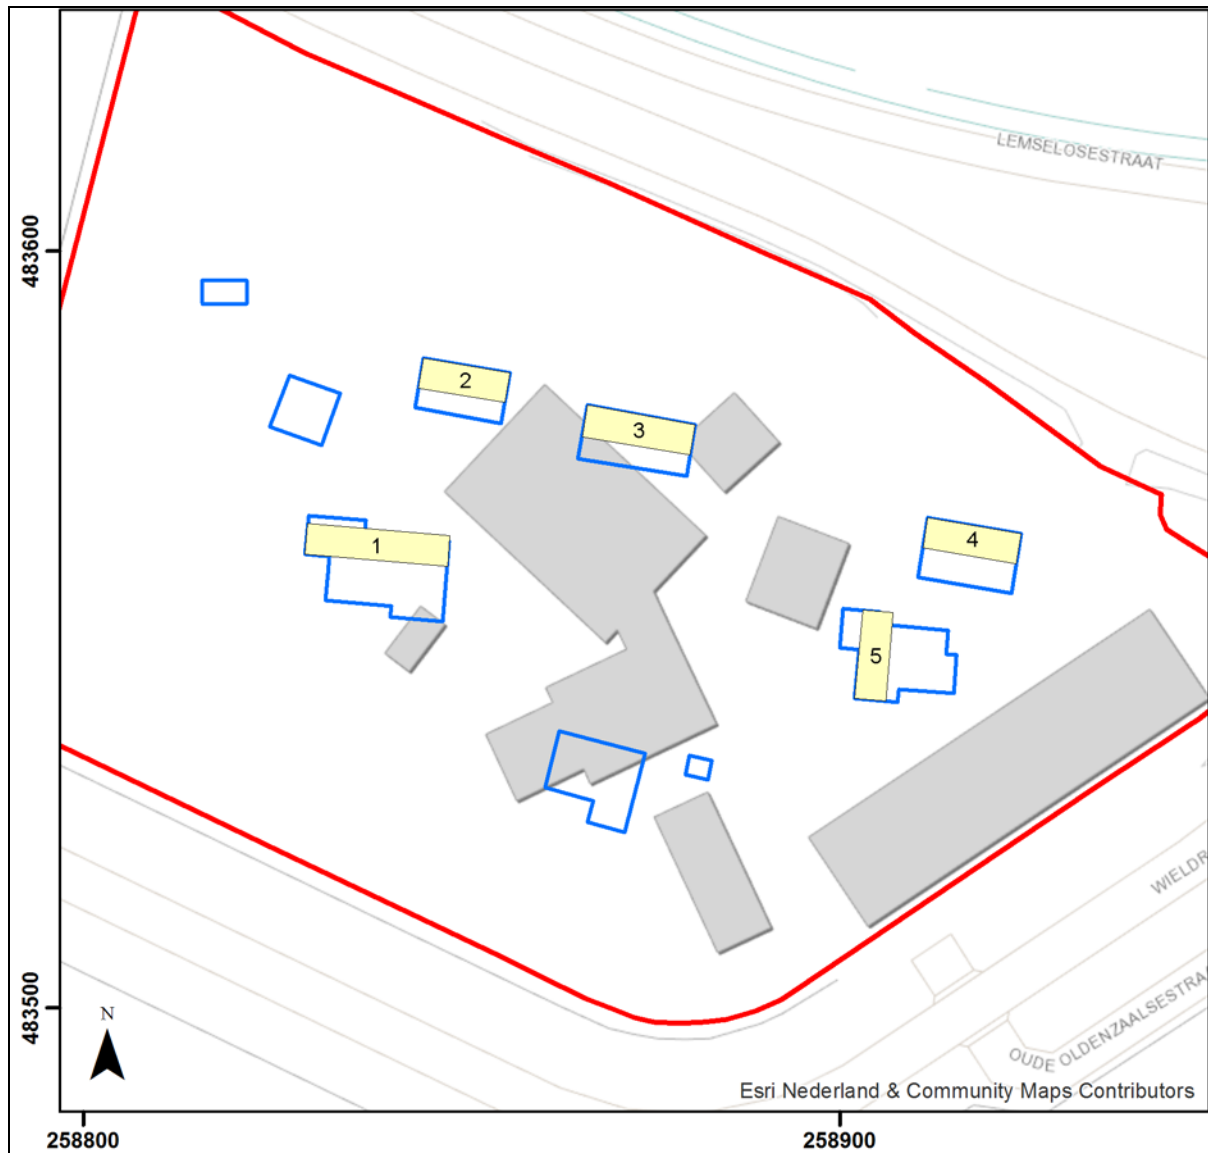 LEMSELOSESTRAAT
483600
2
3
1
4
5
WIELDR
483500
N
OUDE OLDENZAALSESTRA
Esri Nederland & Community Maps Contributors
258800
258900